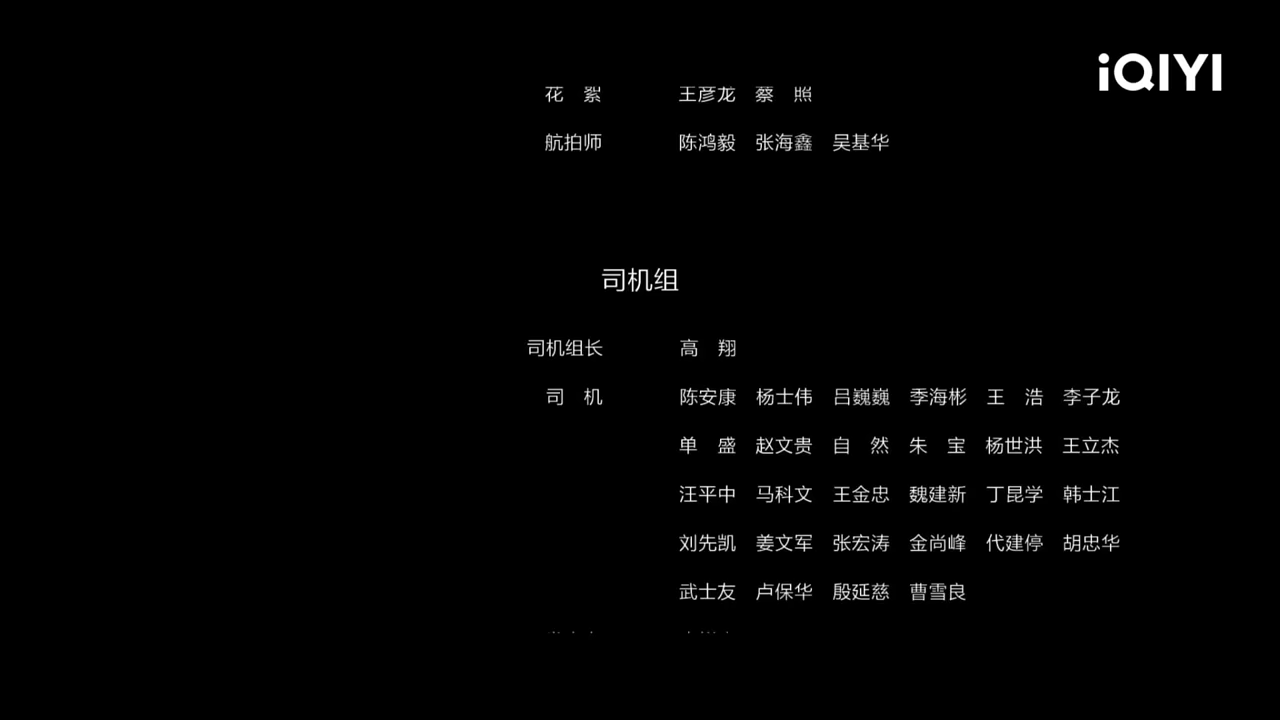 iQIYI
花 絮 王彦龙 蔡 照
航拍师 陈鸿毅 张海鑫 吴基华
司机组
司机组长 高 翔
司 机 陈安康 杨士伟 吕巍巍 季海彬 王 浩 李子龙
单 盛 赵文贵 自 然 朱 宝 杨世洪 王立杰
汪平中 马科文 王金忠 魏建新 丁昆学 韩士江
刘先凯 姜文军 张宏涛 金尚峰 代建停 胡忠华
武士友 卢保华 殷延慈 曹雪良